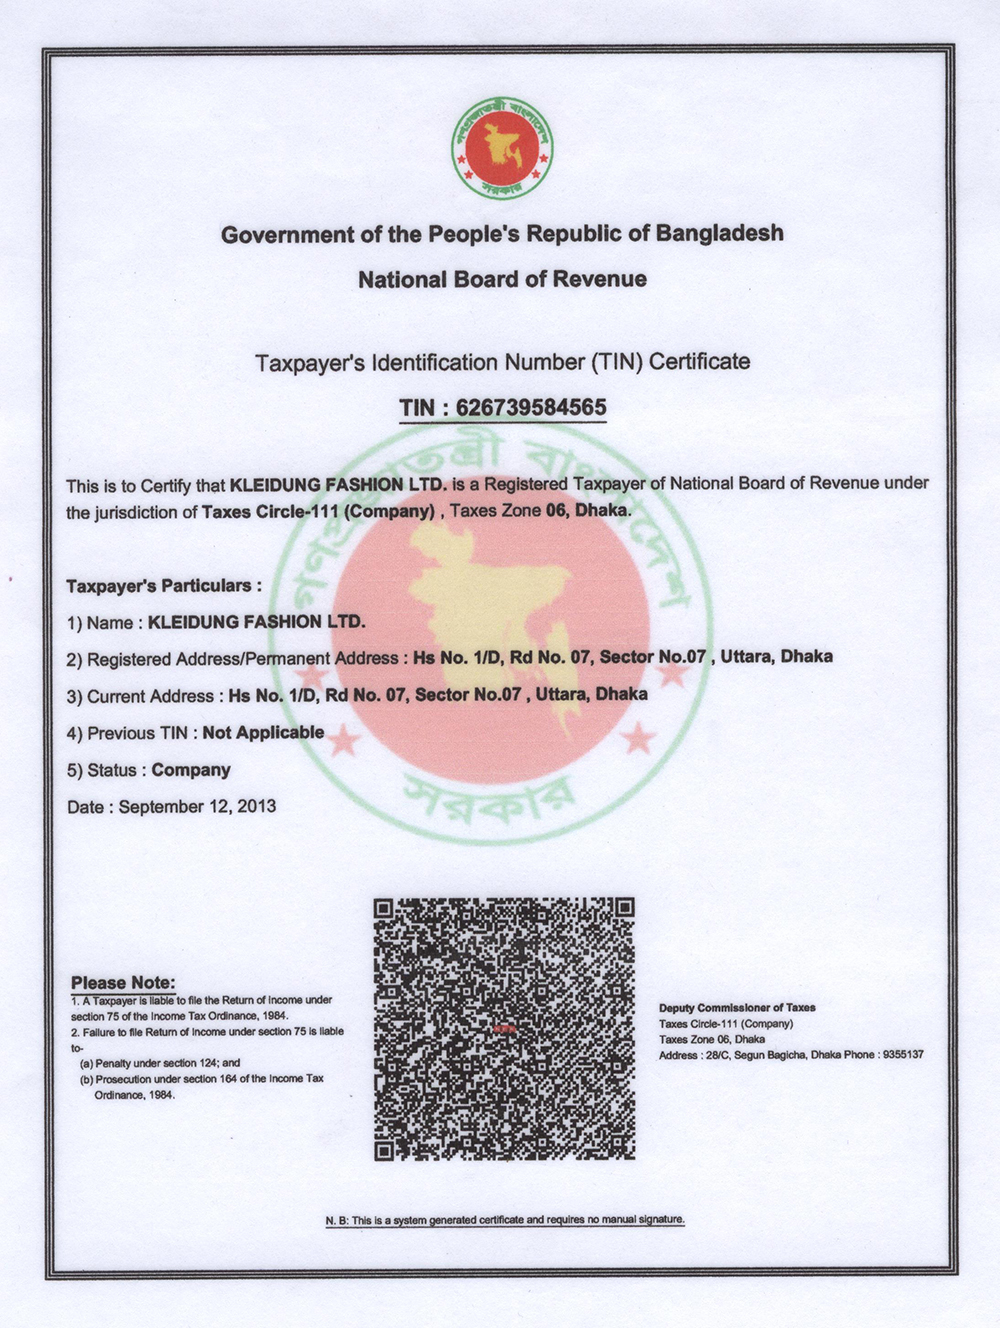 গণপ্রজাতন্ত্রী বাংলাদেশ
সরকার
Government of the People's Republic of Bangladesh
National Board of Revenue
Taxpayer's Identification Number (TIN) Certificate
TIN : 626739584565
গণপ্রজাতন্ত্রী বাংলাদেশ
This is to Certify that KLEIDUNG FASHION LTD. is a Registered Taxpayer of National Board of Revenue under
the jurisdiction of Taxes Circle-111 (Company) , Taxes Zone 06, Dhaka.
Taxpayer's Particulars :
1) Name : KLEIDUNG FASHION LTD.
2) Registered Address/Permanent Address : Hs No. 1/D, Rd No. 07, Sector No.07 , Uttara, Dhaka
3) Current Address : Hs No. 1/D, Rd No. 07, Sector No.07 , Uttara, Dhaka
4) Previous TIN : Not Applicable
5) Status : Company
সরকার
Date : September 12, 2013
Please Note:
1. A Taxpayer is liable to file the Return of Income under
section 75 of the Income Tax Ordinance, 1984.
2. Failure to file Return of Income under section 75 is liable
to-
(a) Penalty under section 124; and
(b) Prosecution under section 164 of the Income Tax
Ordinance, 1984.
Deputy Commissioner of Taxes
Taxes Circle-111 (Company)
Taxes Zone 06, Dhaka
Address : 28/C, Segun Bagicha, Dhaka Phone : 9355137
N. B: This is a system generated certificate and requires no manual signature.